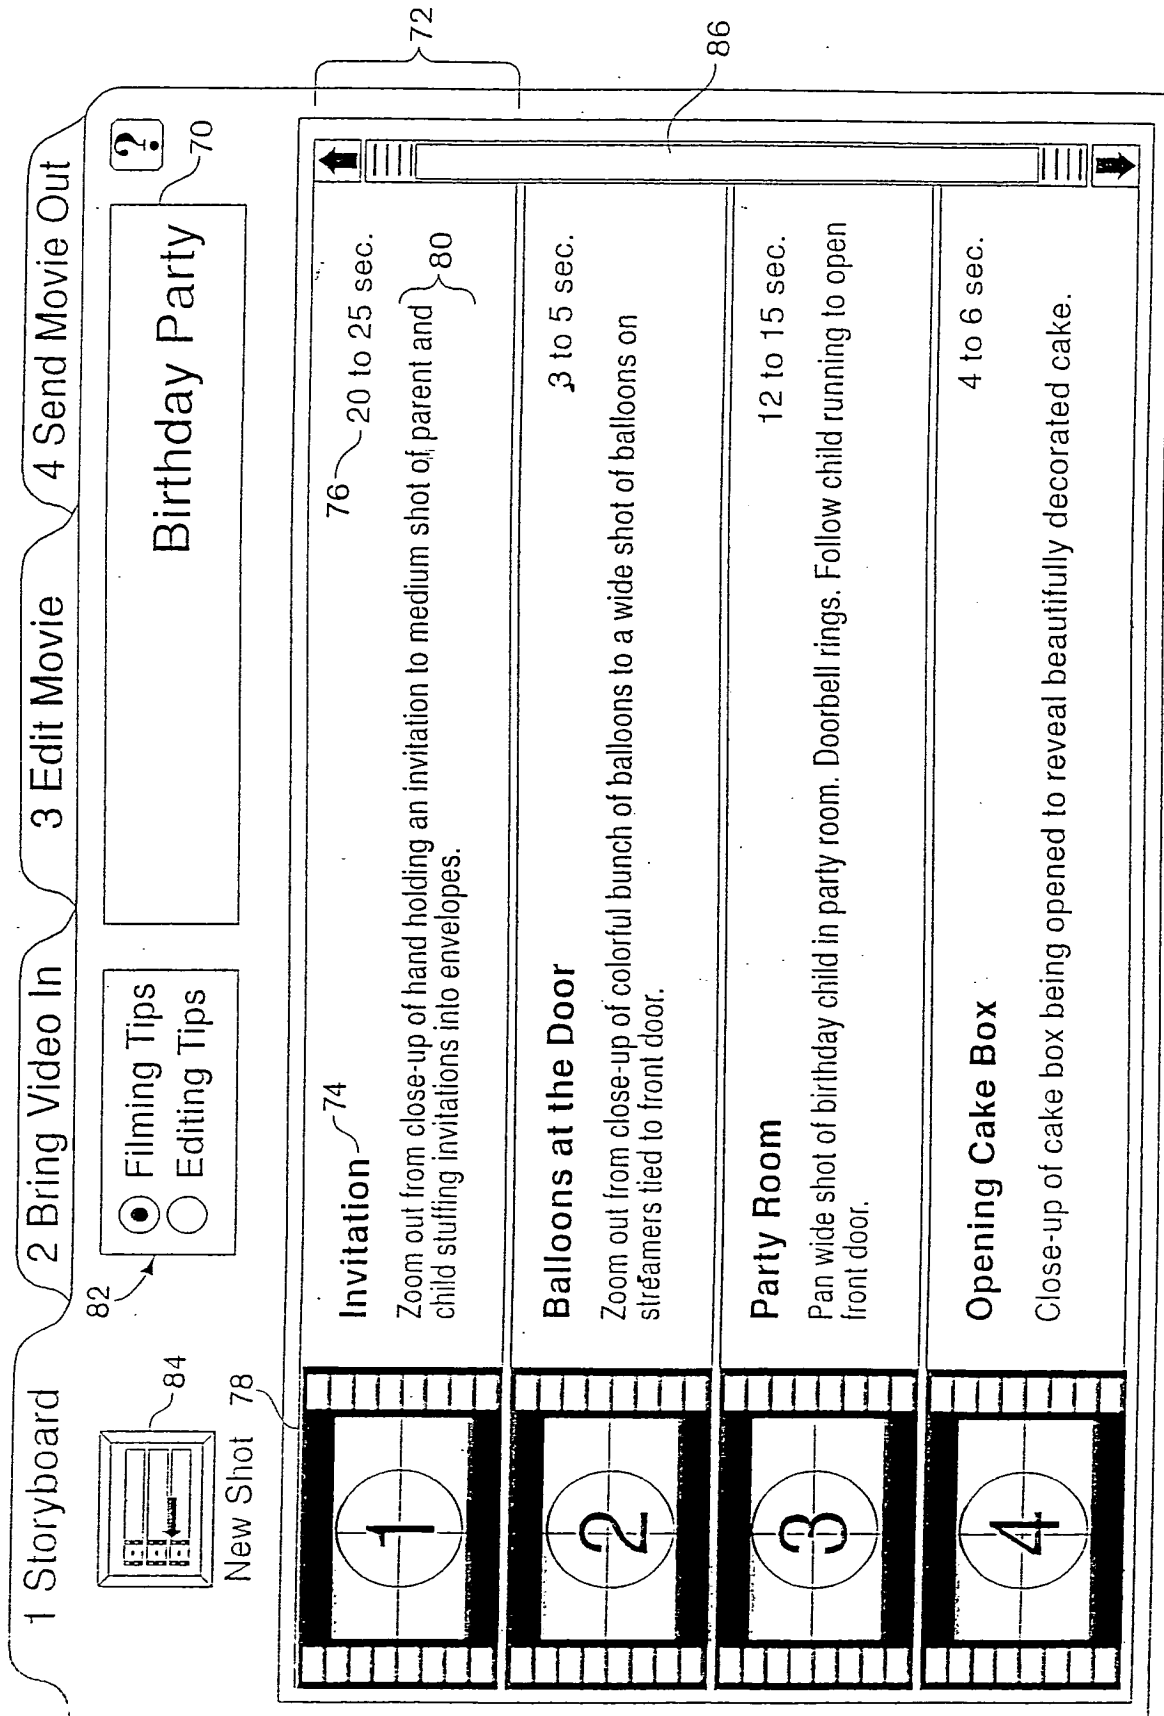 1 Storyboard
2 Bring Video In
3 Edit Movie
4 Send Movie Out
84
New Shot
82
Filming Tips
Editing Tips
Birthday Party
70
?
78
72
1
Invitation
74
76
20 to 25 sec.
Zoom out from close-up of hand holding an invitation to medium shot of parent and
child stuffing invitations into envelopes.
80
86
2
Balloons at the Door
3 to 5 sec.
Zoom out from close-up of colorful bunch of balloons to a wide shot of balloons on
streamers tied to front door.
3
Party Room
12 to 15 sec.
Pan wide shot of birthday child in party room. Doorbell rings. Follow child running to open
front door.
4
Opening Cake Box
4 to 6 sec.
Close-up of cake box being opened to reveal beautifully decorated cake.